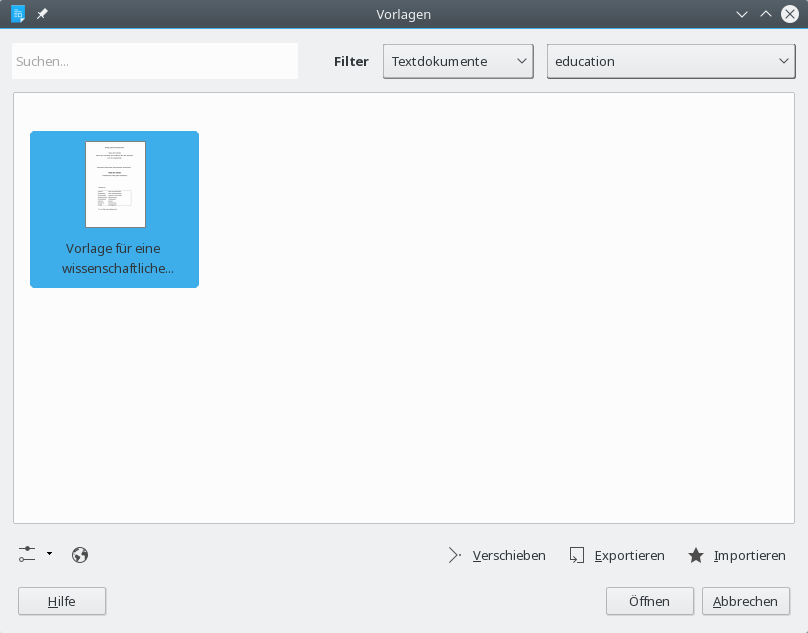 Vorlagen
Suchen...
Filter
Textdokumente
education
Vorlage für eine
wissenschaftliche...
Verschieben
Exportieren
Importieren
Hilfe
Öffnen
Abbrechen